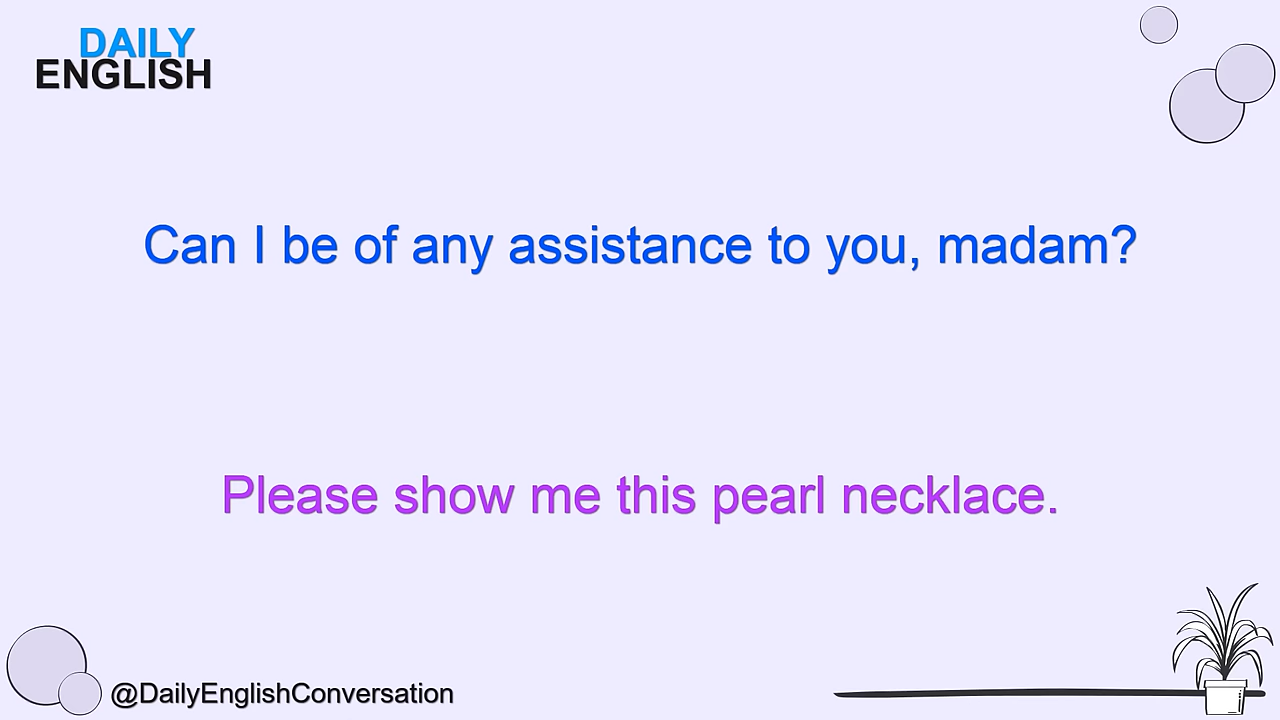 DAILY
ENGLISH
Can I be of any assistance to you, madam?
Please show me this pearl necklace.
@DailyEnglishConversation